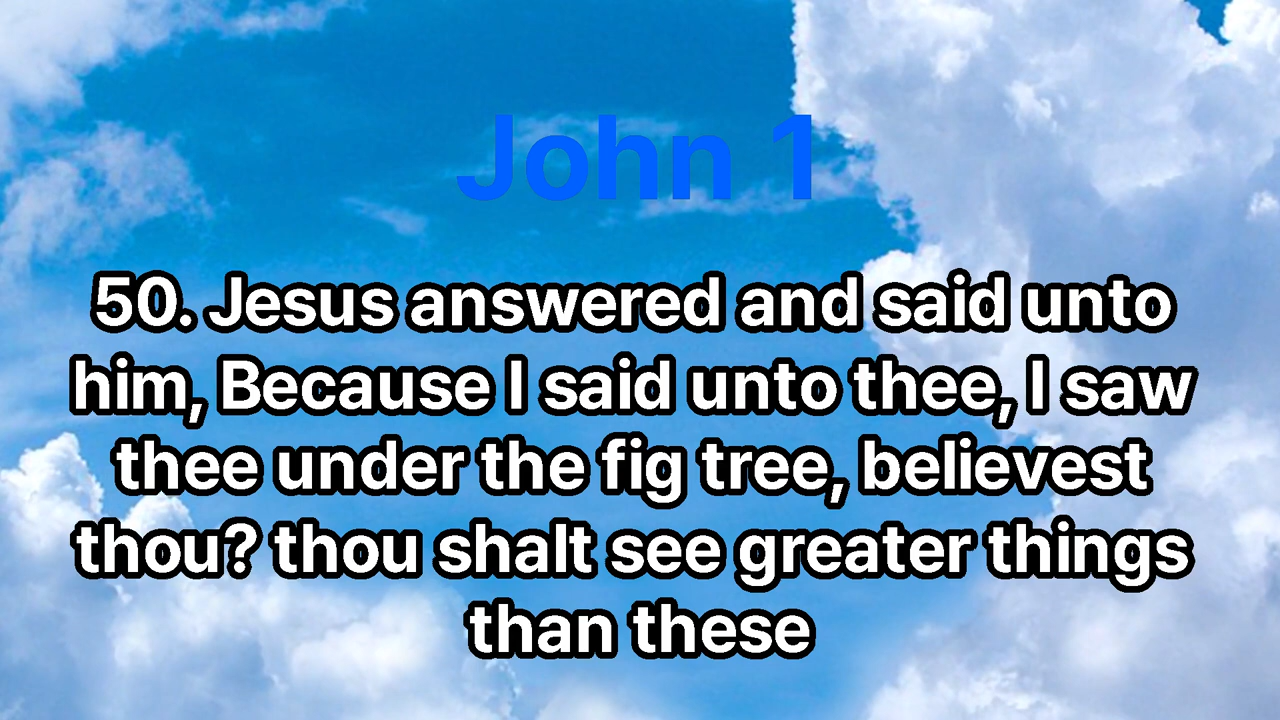 John 1
50. Jesus answered and said unto
him, Because I said unto thee, I saw
thee under the fig tree, believest
thou? thou shalt see greater things
than these